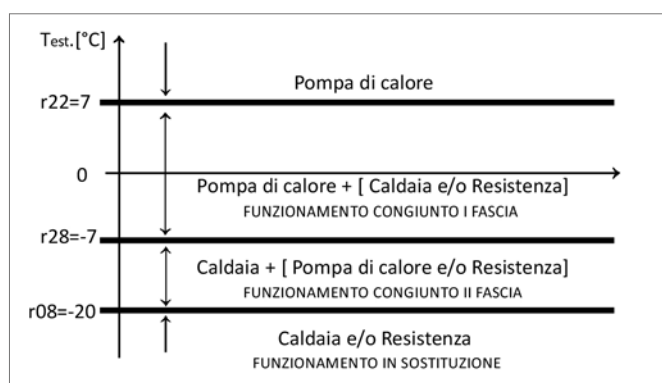 Test.[°C]
Pompa di calore
r22=7
0
Pompa di calore + [ Caldaia e/o Resistenza]
FUNZIONAMENTO CONGIUNTO I FASCIA
r28=-7
Caldaia + [ Pompa di calore e/o Resistenza]
FUNZIONAMENTO CONGIUNTO II FASCIA
r08=-20
Caldaia e/o Resistenza
FUNZIONAMENTO IN SOSTITUZIONE